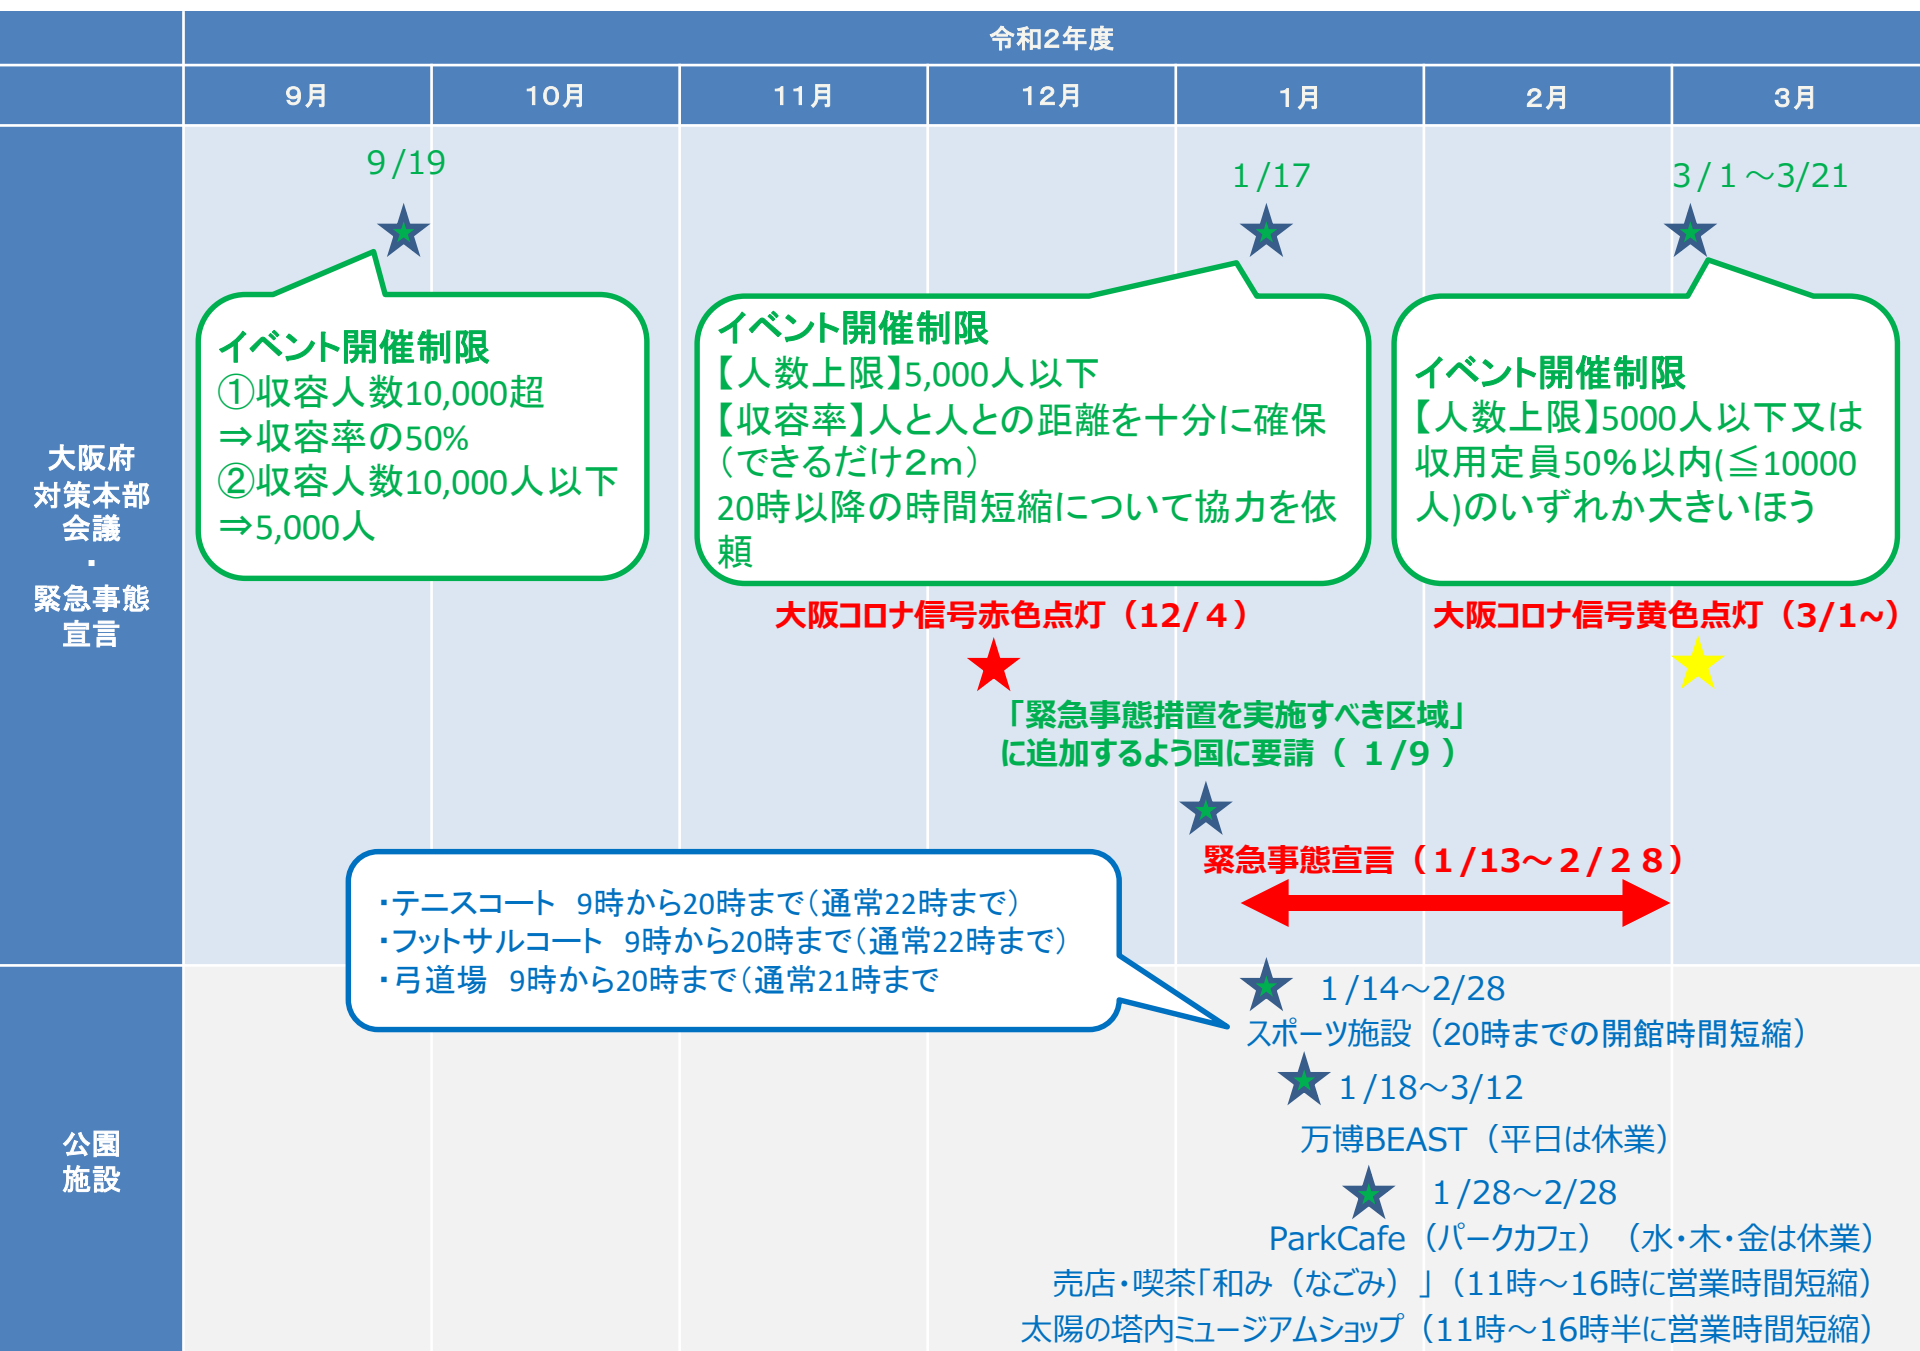 令和２年度
９月 １０月 １１月 １２月 １月 ２月 ３月
大阪府
対策本部
会議
・
緊急事態
宣言
９/19
イベント開催制限
①収容人数10,000超
⇒収容率の50%
②収容人数10,000人以下
⇒5,000人
１/17
イベント開催制限
【人数上限】5,000人以下
【収容率】人と人との距離を十分に確保
（できるだけ２ｍ）
20時以降の時間短縮について協力を依
頼
３/１～3/21
イベント開催制限
【人数上限】5000人以下又は
収用定員50％以内(≦10000
人)のいずれか大きいほう
大阪コロナ信号赤色点灯（12/４）
大阪コロナ信号黄色点灯（3/1~）
「緊急事態措置を実施すべき区域」
に追加するよう国に要請（ １/9 ）
緊急事態宣言（１/13～２/２８）
・テニスコート　9時から20時まで（通常22時まで）
・フットサルコート　9時から20時まで（通常22時まで）
・弓道場　9時から20時まで（通常21時まで
公園
施設
１/14～2/28
スポーツ施設（20時までの開館時間短縮）
１/18～3/12
万博BEAST（平日は休業）
１/28～2/28
ParkCafe（パークカフェ）（水・木・金は休業）
売店・喫茶「和み（なごみ）」（11時～16時に営業時間短縮）
太陽の塔内ミュージアムショップ（11時～16時半に営業時間短縮）